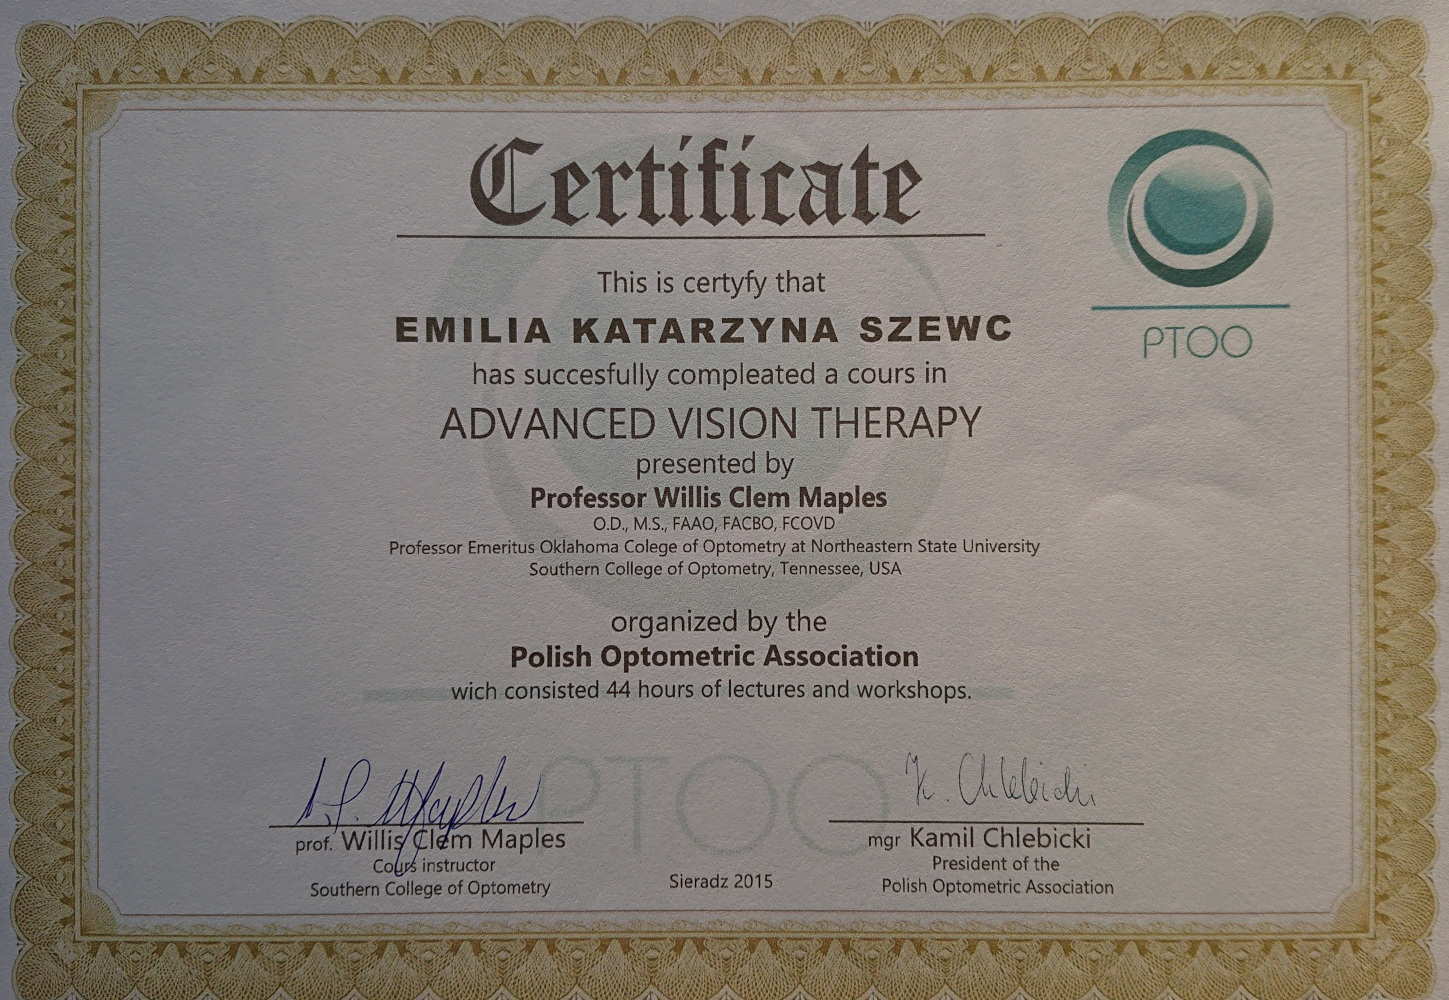 Certificate
PTOO
This is certyfy that
EMILIA KATARZYNA SZEWC
has succesfully compleated a cours in
ADVANCED VISION THERAPY
presented by
Professor Willis Clem Maples
O.D., M.S., FAAO, FACBO, FCOVD
Professor Emeritus Oklahoma Colege of Optometry at Northeastern State University
Southern College of Optometry, Tennessee, USA
organized by the
Polish Optometric Association
wich consisted 44 hours of lectures and workshops.
PTOO
K. Chlebicki
prof. Willis Clem Maples
Cours instructor
Southern College of Optometry
Sieradz 2015
mgr Kamil Chlebicki
President of the
Polish Optometric Association